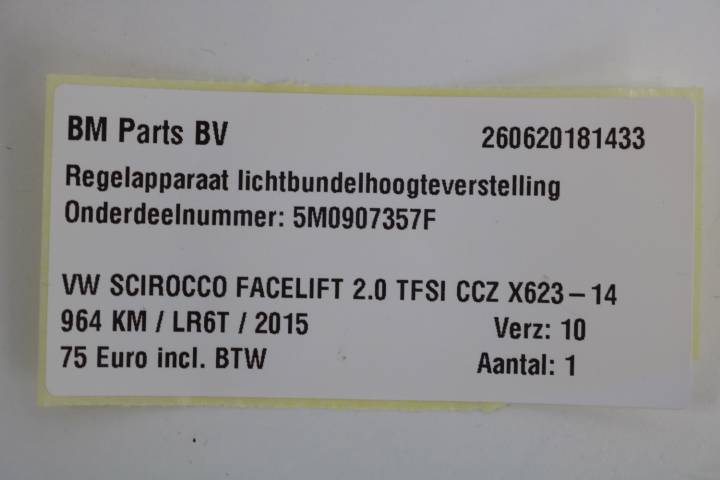 BM Parts BV 260620181433
Regelapparaat lichtbundelhoogteverstelling
Onderdeelnummer: 5M0907357F
VW SCIROCCO FACELIFT 2.0 TFSI CCZ X623-14
964 KM / LR6T / 2015 Verz: 10
75 Euro incl. BTW Aantal: 1